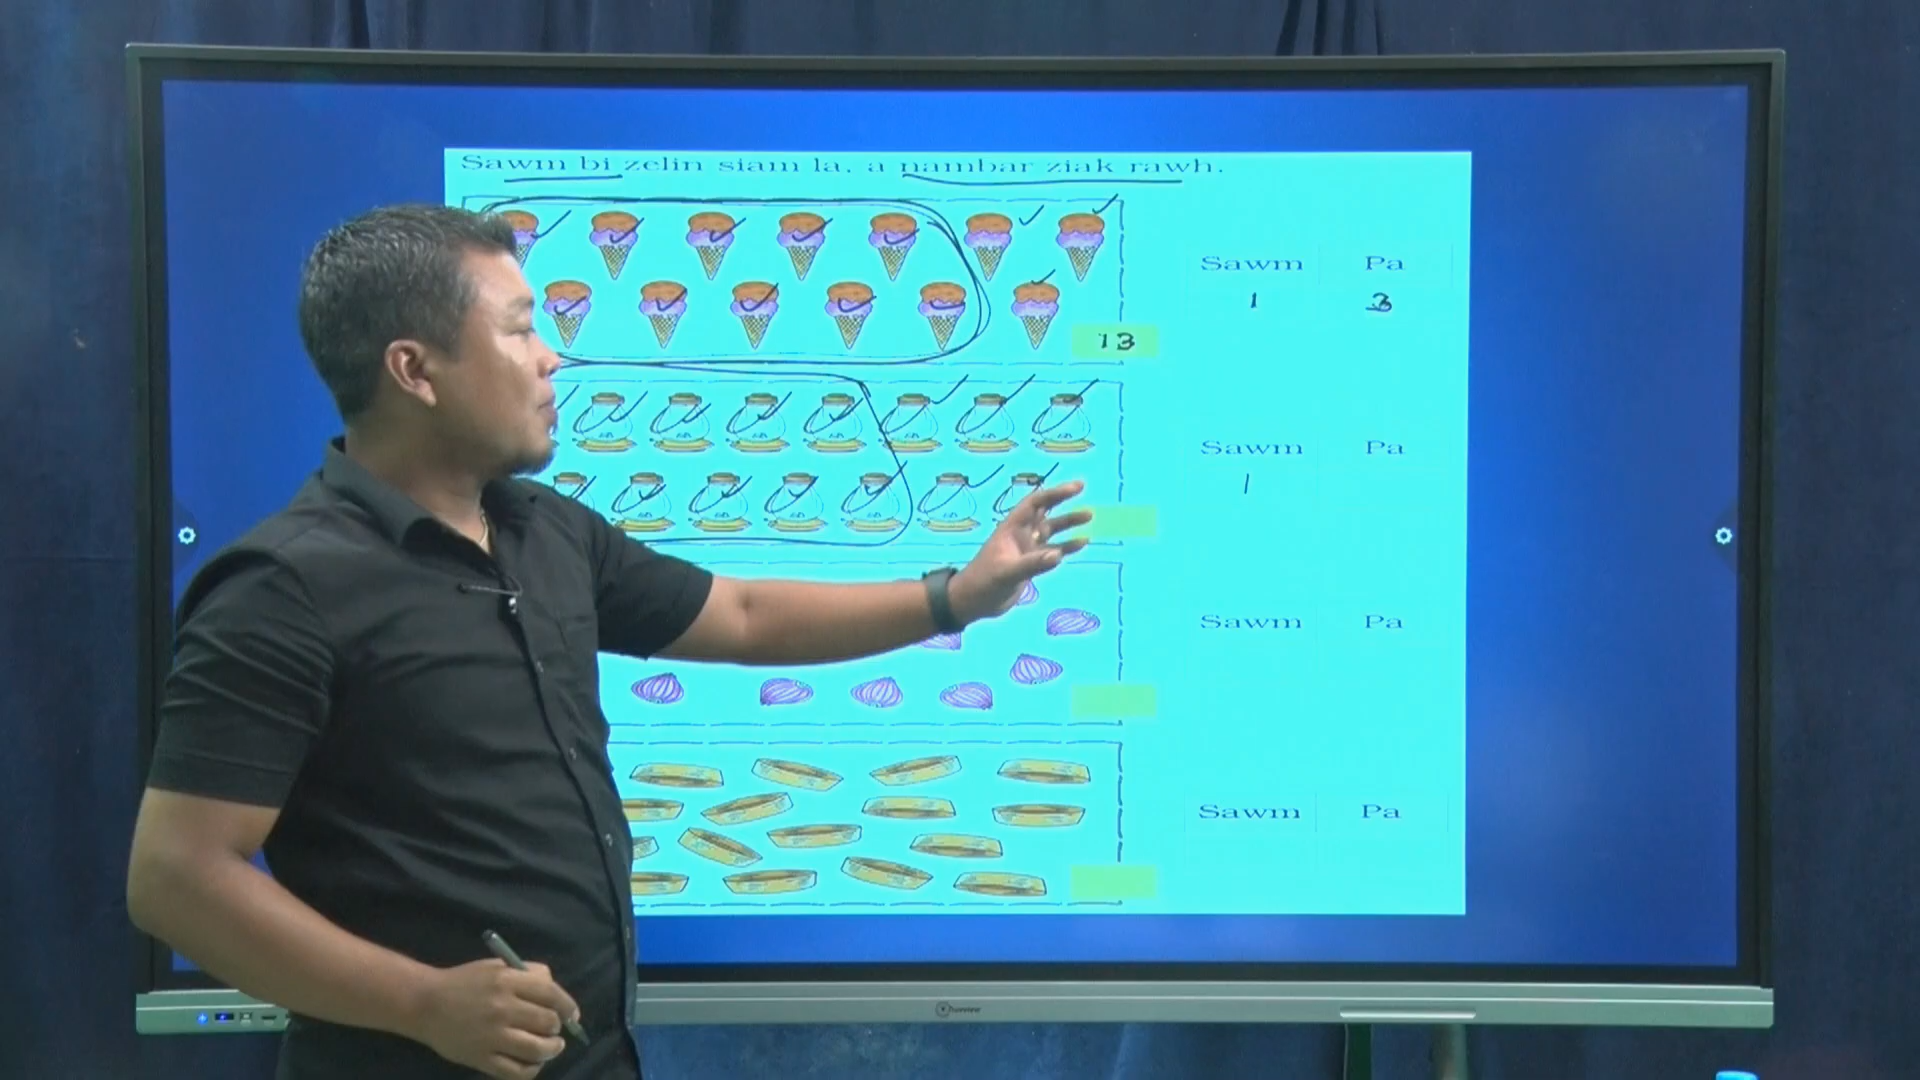 Sawm bi zelin siam la, a nambar ziak rawh.
Sawm Pa
1 3
13
Sawm Pa
1
Sawm Pa
Sawm Pa